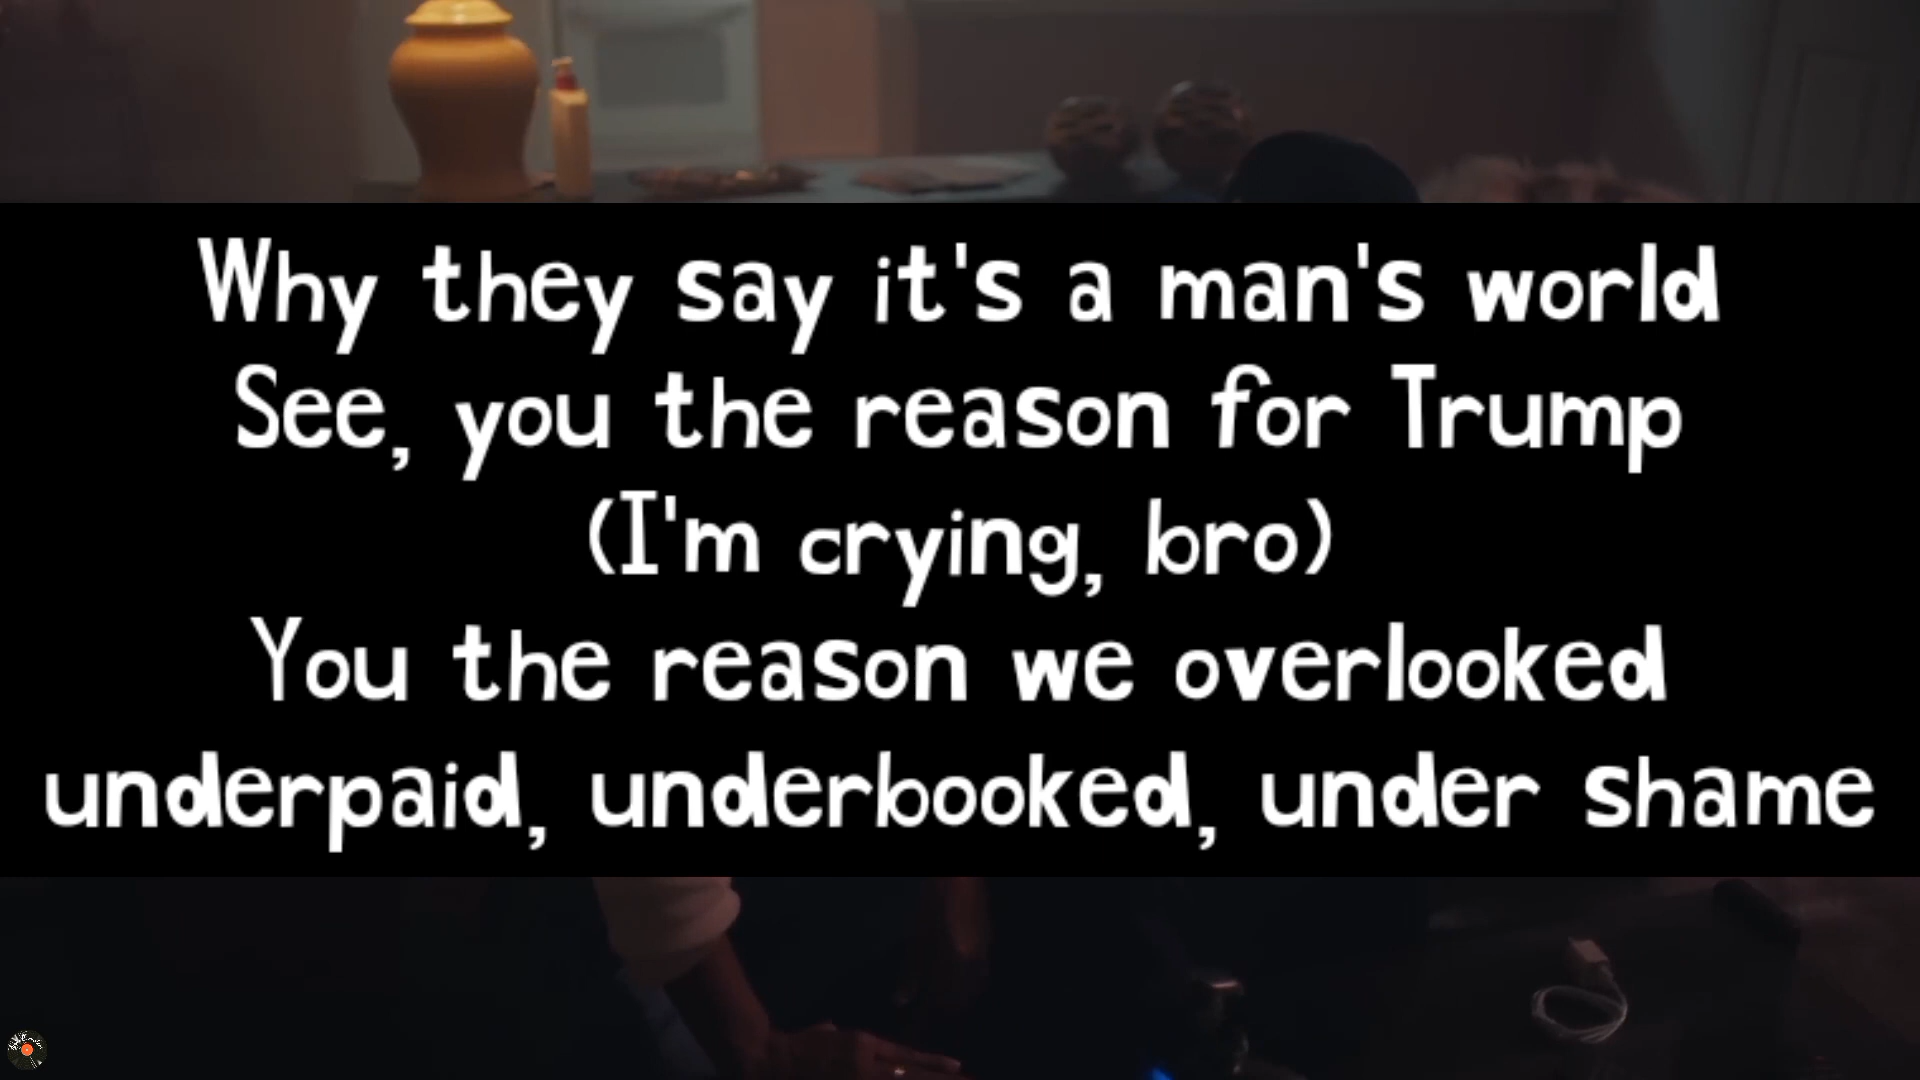 Why they say it's a man's world
See, you the reason for Trump
(I'm crying, bro)
You the reason we overlooked
underpaid, underbooked, under shame